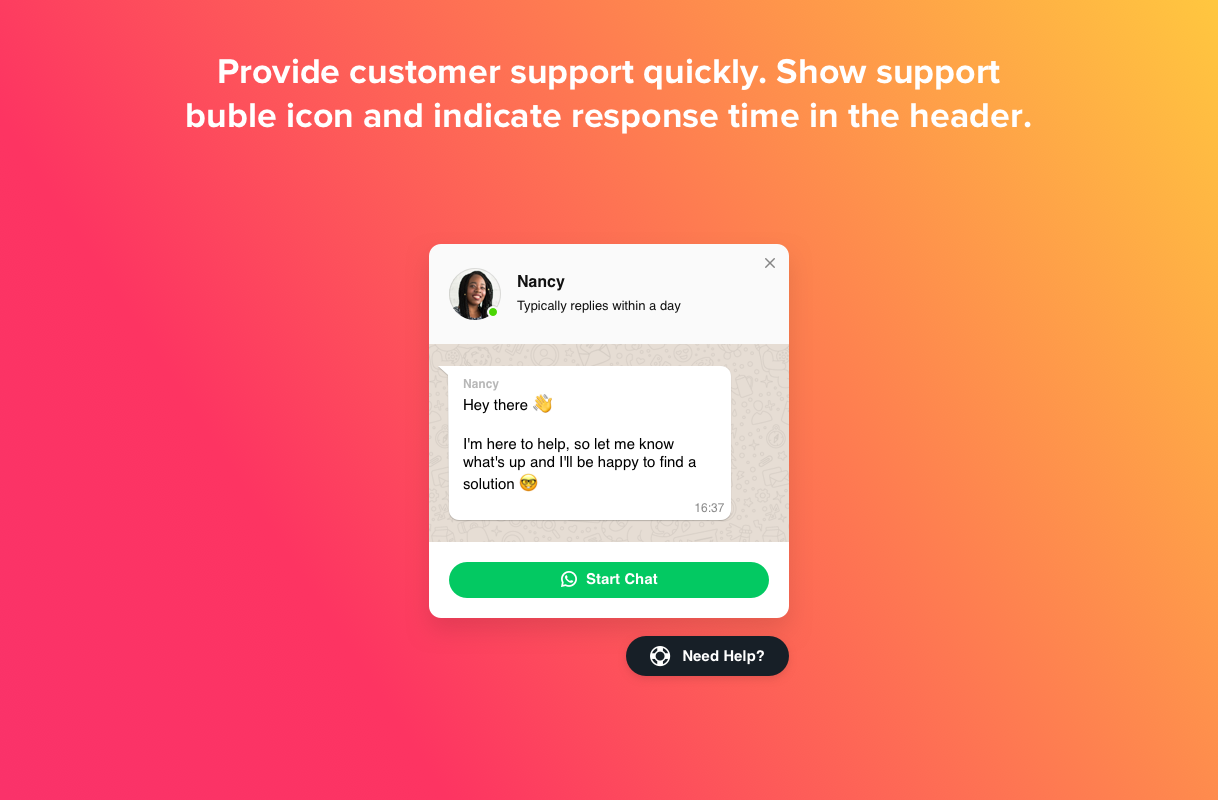 Provide customer support quickly. Show support
buble icon and indicate response time in the header.
Nancy
Typically replies within a day
Nancy
Hey there 👋
I'm here to help, so let me know
what's up and I'll be happy to find a
solution 🤓
16:37
Start Chat
Need Help?